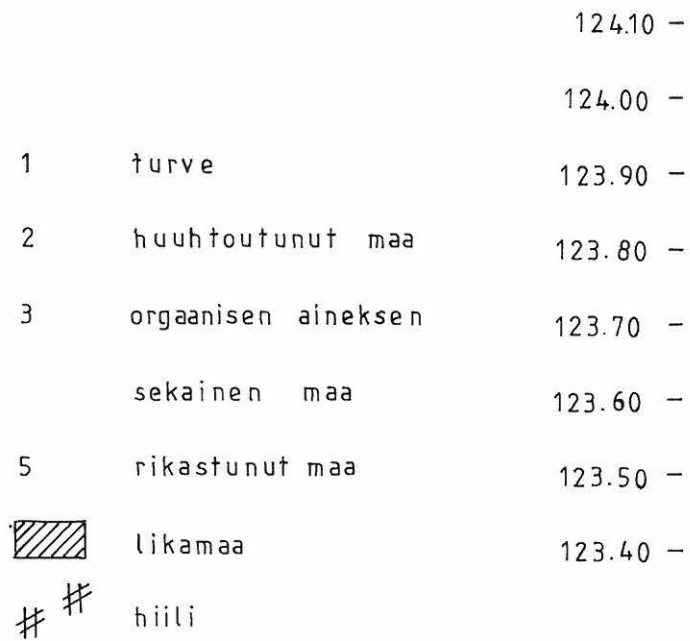 124.10 –
124.00 –
1 turve 123.90 –
2 huuhtoutunut maa 123.80 –
3 orgaanisen aineksen 123.70 –
sekainen maa 123.60 –
5 rikastunut maa 123.50 –
likamaa 123.40 –
hiili